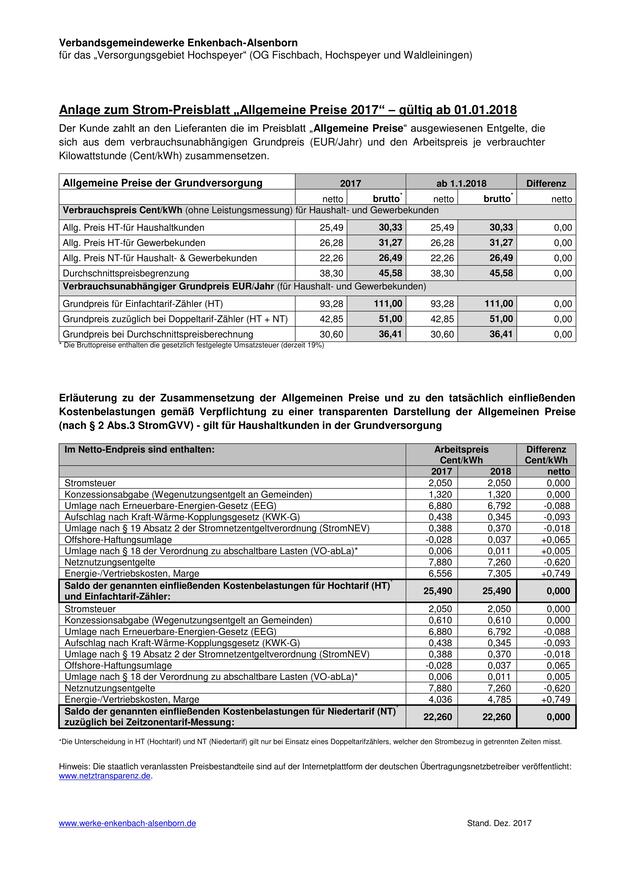 Verbandsgemeindewerke Enkenbach-Alsenborn
für das „Versorgungsgebiet Hochspeyer“ (OG Fischbach, Hochspeyer und Waldleiningen)
Anlage zum Strom-Preisblatt „Allgemeine Preise 2017“ – gültig ab 01.01.2018
Der Kunde zahlt an den Lieferanten die im Preisblatt „Allgemeine Preise“ ausgewiesenen Entgelte, die
sich aus dem verbrauchsunabhängigen Grundpreis (EUR/Jahr) und den Arbeitspreis je verbrauchter
Kilowattstunde (Cent/kWh) zusammensetzen.
Allgemeine Preise der Grundversorgung 2017 ab 1.1.2018 Differenz
netto brutto* netto brutto* netto
Verbrauchspreis Cent/kWh (ohne Leistungsmessung) für Haushalt- und Gewerbekunden
Allg. Preis HT-für Haushaltkunden 25,49 30,33 25,49 30,33 0,00
Allg. Preis HT-für Gewerbekunden 26,28 31,27 26,28 31,27 0,00
Allg. Preis NT-für Haushalt- & Gewerbekunden 22,26 26,49 22,26 26,49 0,00
Durchschnittspreisbegrenzung 38,30 45,58 38,30 45,58 0,00
Verbrauchsunabhängiger Grundpreis EUR/Jahr (für Haushalt- und Gewerbekunden)
Grundpreis für Einfachtarif-Zähler (HT) 93,28 111,00 93,28 111,00 0,00
Grundpreis zuzüglich bei Doppeltarif-Zähler (HT + NT) 42,85 51,00 42,85 51,00 0,00
Grundpreis bei Durchschnittspreisberechnung 30,60 36,41 30,60 36,41 0,00
* Die Bruttopreise enthalten die gesetzlich festgelegte Umsatzsteuer (derzeit 19%)
Erläuterung zu der Zusammensetzung der Allgemeinen Preise und zu den tatsächlich einfließenden
Kostenbelastungen gemäß Verpflichtung zu einer transparenten Darstellung der Allgemeinen Preise
(nach § 2 Abs.3 StromGVV) - gilt für Haushaltkunden in der Grundversorgung
Im Netto-Endpreis sind enthalten: Arbeitspreis Differenz
Cent/kWh Cent/kWh
2017 2018 netto
Stromsteuer 2,050 2,050 0,000
Konzessionsabgabe (Wegenutzungsentgelt an Gemeinden) 1,320 1,320 0,000
Umlage nach Erneuerbare-Energien-Gesetz (EEG) 6,880 6,792 -0,088
Aufschlag nach Kraft-Wärme-Kopplungsgesetz (KWK-G) 0,438 0,345 -0,093
Umlage nach § 19 Absatz 2 der Stromnetzentgeltverordnung (StromNEV) 0,388 0,370 -0,018
Offshore-Haftungsumlage -0,028 0,037 +0,065
Umlage nach § 18 der Verordnung zu abschaltbare Lasten (VO-abLa)* 0,006 0,011 +0,005
Netznutzungsentgelte 7,880 7,260 -0,620
Energie-/Vertriebskosten, Marge 6,556 7,305 +0,749
Saldo der genannten einfließenden Kostenbelastungen für Hochtarif (HT)*
und Einfachtarif-Zähler: 25,490 25,490 0,000
Stromsteuer 2,050 2,050 0,000
Konzessionsabgabe (Wegenutzungsentgelt an Gemeinden) 0,610 0,610 0,000
Umlage nach Erneuerbare-Energien-Gesetz (EEG) 6,880 6,792 -0,088
Aufschlag nach Kraft-Wärme-Kopplungsgesetz (KWK-G) 0,438 0,345 -0,093
Umlage nach § 19 Absatz 2 der Stromnetzentgeltverordnung (StromNEV) 0,388 0,370 -0,018
Offshore-Haftungsumlage -0,028 0,037 0,065
Umlage nach § 18 der Verordnung zu abschaltbare Lasten (VO-abLa)* 0,006 0,011 0,005
Netznutzungsentgelte 7,880 7,260 -0,620
Energie-/Vertriebskosten, Marge 4,036 4,785 +0,749
Saldo der genannten einfließenden Kostenbelastungen für Niedertarif (NT)*
zuzüglich bei Zeitzonentarif-Messung: 22,260 22,260 0,000
*Die Unterscheidung in HT (Hochtarif) und NT (Niedertarif) gilt nur bei Einsatz eines Doppeltarifzählers, welcher den Strombezug in getrennten Zeiten misst.
Hinweis: Die staatlich veranlassten Preisbestandteile sind auf der Internetplattform der deutschen Übertragungsnetzbetreiber veröffentlicht:
www.netztransparenz.de.
www.werke-enkenbach-alsenborn.de Stand. Dez. 2017